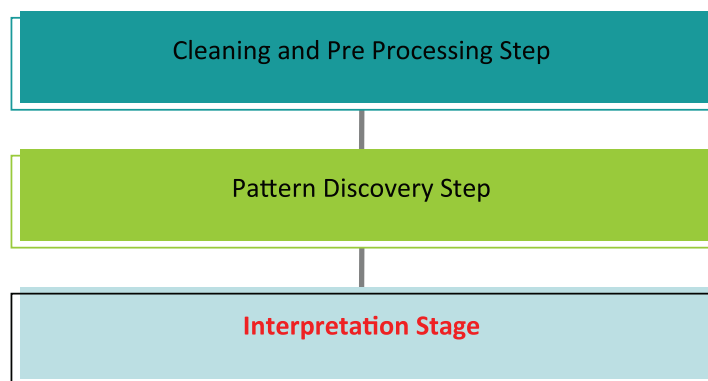 Cleaning and Pre Processing Step
Pattern Discovery Step
Interpretation Stage